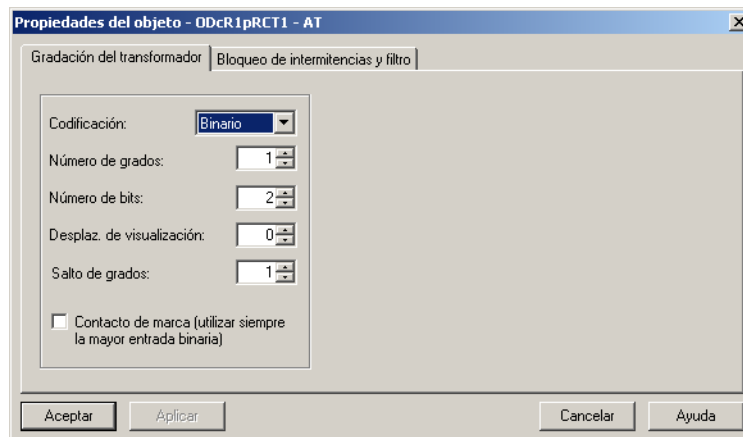 Propiedades del objeto - ODcR1pRCT1 - AT
Gradación del transformador
Bloqueo de intermitencias y filtro
Codificación: Binario
Número de grados: 1
Número de bits: 2
Desplaz. de visualización: 0
Salto de grados: 1
Contacto de marca (utilizar siempre
la mayor entrada binaria)
Aceptar
Aplicar
Cancelar
Ayuda